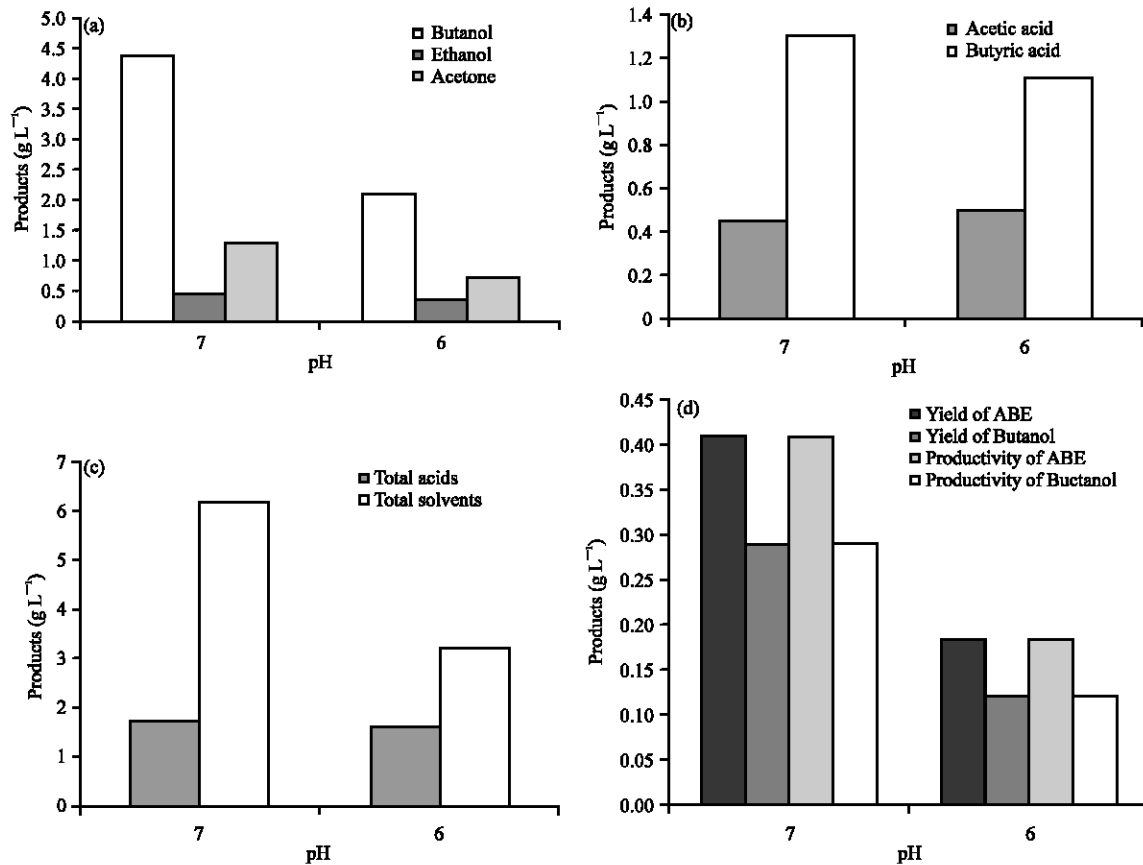 (a)
Butanol
Ethanol
Acetone
Products (g L⁻¹)
5.0
4.5
4.0
3.5
3.0
2.5
2.0
1.5
1.0
0.5
0
7
6
pH
(b)
Acetic acid
Butyric acid
Products (g L⁻¹)
1.4
1.2
1.0
0.8
0.6
0.4
0.2
0
7
6
pH
(c)
Total acids
Total solvents
Products (g L⁻¹)
7
6
5
4
3
2
1
0
7
6
pH
(d)
Yield of ABE
Yield of Butanol
Productivity of ABE
Productivity of Buctanol
Products (g L⁻¹)
0.45
0.40
0.35
0.30
0.25
0.20
0.15
0.10
0.05
0.00
7
6
pH